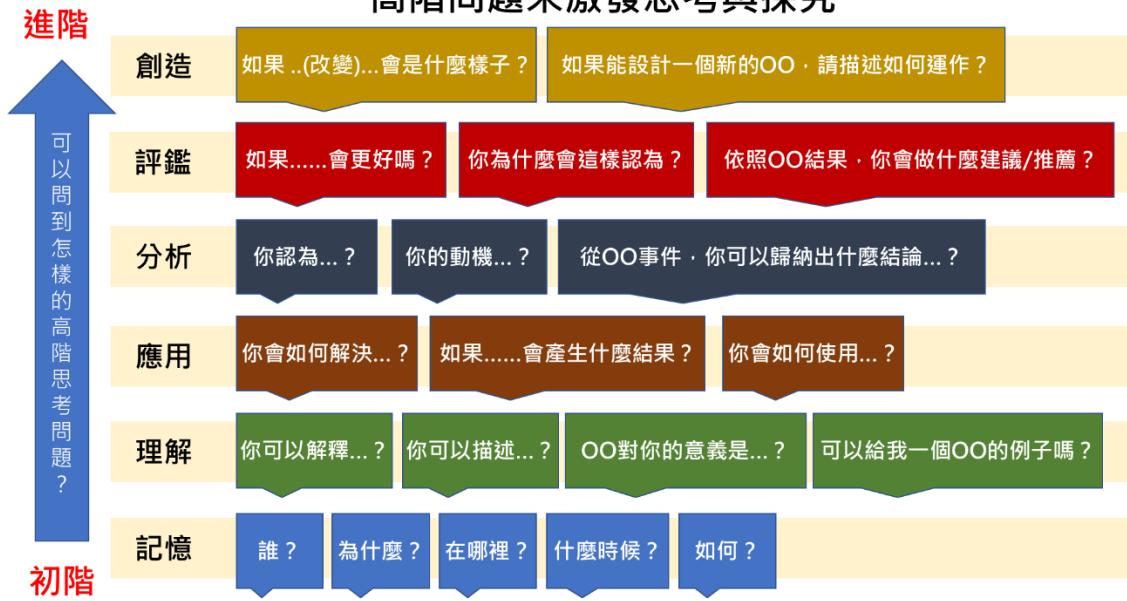 高階問題來激發思考與探究
進階
可以問到怎樣的高階思考問題？
創造
如果 ..(改變)...會是什麼樣子？
如果能設計一個新的OO，請描述如何運作？
評鑑
如果......會更好嗎？
你為什麼會這樣認為？
依照OO結果，你會做什麼建議/推薦？
分析
你認為...？
你的動機...？
從OO事件，你可以歸納出什麼結論...？
應用
你會如何解決...？
如果......會產生什麼結果？
你會如何使用...？
理解
你可以解釋...？
你可以描述...？
OO對你的意義是...？
可以給我一個OO的例子嗎？
記憶
誰？
為什麼？
在哪裡？
什麼時候？
如何？
初階